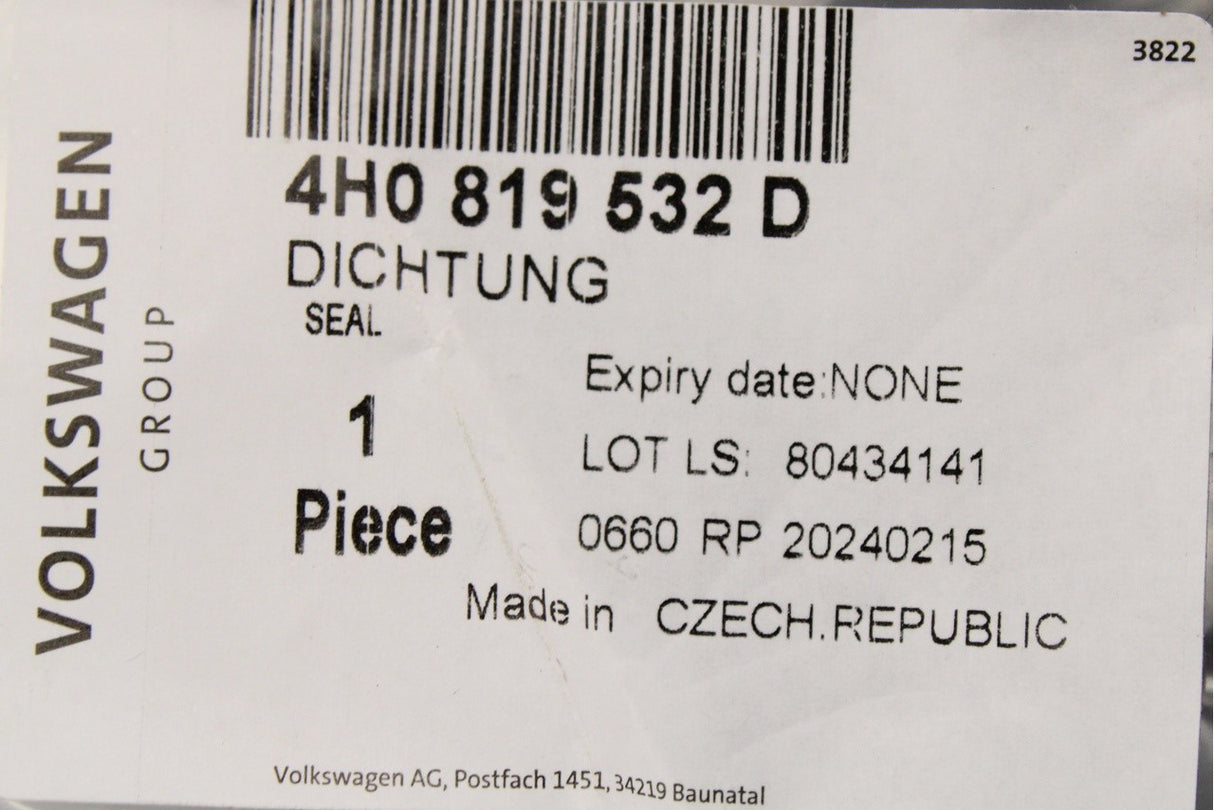 3822
4H0 819 532 D
DICHTUNG
SEAL
1
Piece
Expiry date:NONE
LOT LS: 80434141
0660 RP 20240215
Made in CZECH.REPUBLIC
VOLKSWAGEN
GROUP
Volkswagen AG, Postfach 1451, 34219 Baunatal